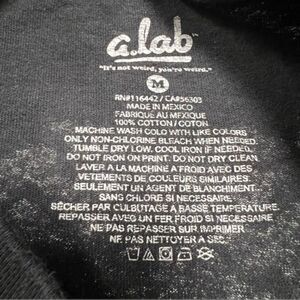 a.lab™
"It's not weird, you're weird."
M
RN#116442 / CA#56303
MADE IN MEXICO
FABRIQUE AU MEXIQUE
100% COTTON / COTON
MACHINE WASH COLD WITH LIKE COLORS
ONLY NON-CHLORINE BLEACH WHEN NEEDED
TUMBLE DRY LOW. COOL IRON IF NEEDED.
DO NOT IRON ON PRINT. DO NOT DRY CLEAN.
LAVER A LA MACHINE A FROID AVEC DES
VETEMENTS DE COULEURS SIMILAIRES.
SEULEMENT UN AGENT DE BLANCHIMENT
SANS CHLORE SI NECESSAIRE.
SÉCHER PAR CULBUTAGE A BASSE TEMPERATURE.
REPASSER AVEC UN FER FROID SI NECESSAIRE
NE PAS REPASSER SUR IMPRIMER
NE PAS NETTOYER A SEC.